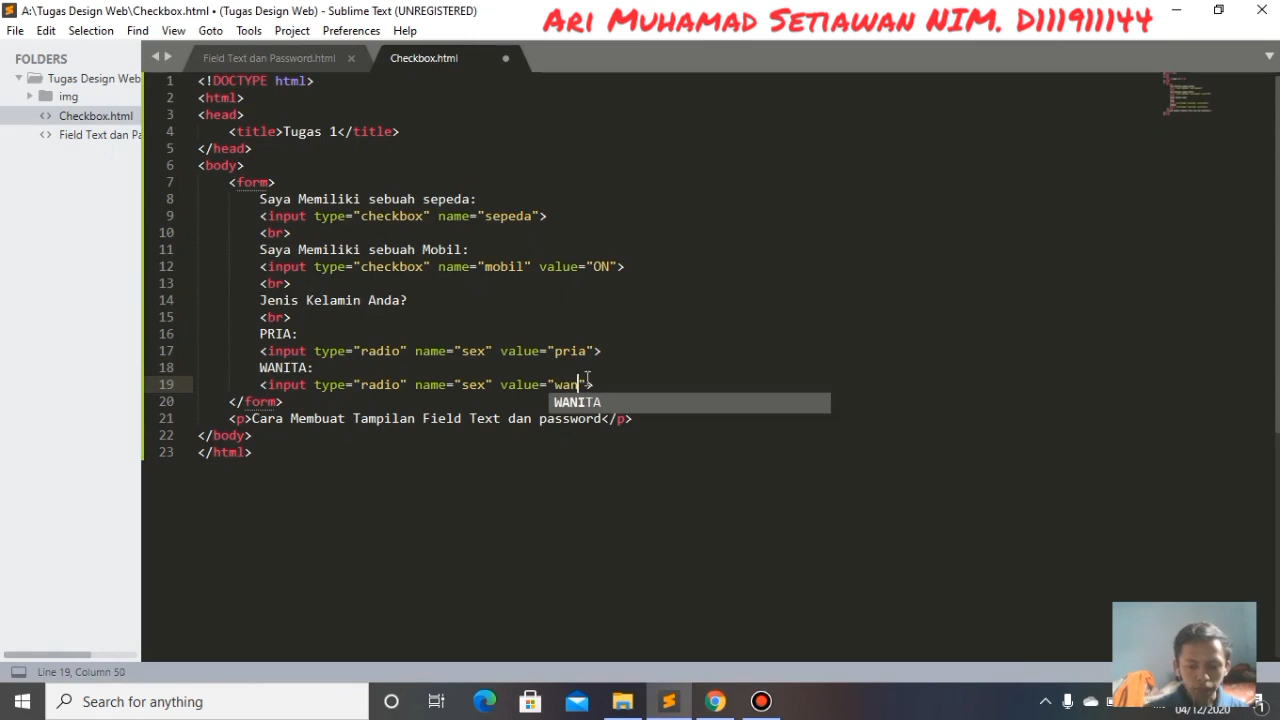 A:\Tugas Design Web\Checkbox.html • (Tugas Design Web) - Sublime Text (UNREGISTERED)
Ari Muhamad Setiawan NIM. D111911144
File Edit Selection Find View Goto Tools Project Preferences Help
FOLDERS
Tugas Design Web
img
Checkbox.html
Field Text dan Pa
Field Text dan Password.html
Checkbox.html
1 <!DOCTYPE html>
2 <html>
3 <head>
4 <title>Tugas 1</title>
5 </head>
6 <body>
7 <form>
8 Saya Memiliki sebuah sepeda:
9 <input type="checkbox" name="sepeda">
10 <br>
11 Saya Memiliki sebuah Mobil:
12 <input type="checkbox" name="mobil" value="ON">
13 <br>
14 Jenis Kelamin Anda?
15 <br>
16 PRIA:
17 <input type="radio" name="sex" value="pria">
18 WANITA:
19 <input type="radio" name="sex" value="wan">
WANITA
20 </form>
21 <p>Cara Membuat Tampilan Field Text dan password</p>
22 </body>
23 </html>
Line 19, Column 50
Search for anything
04/12/2020
1